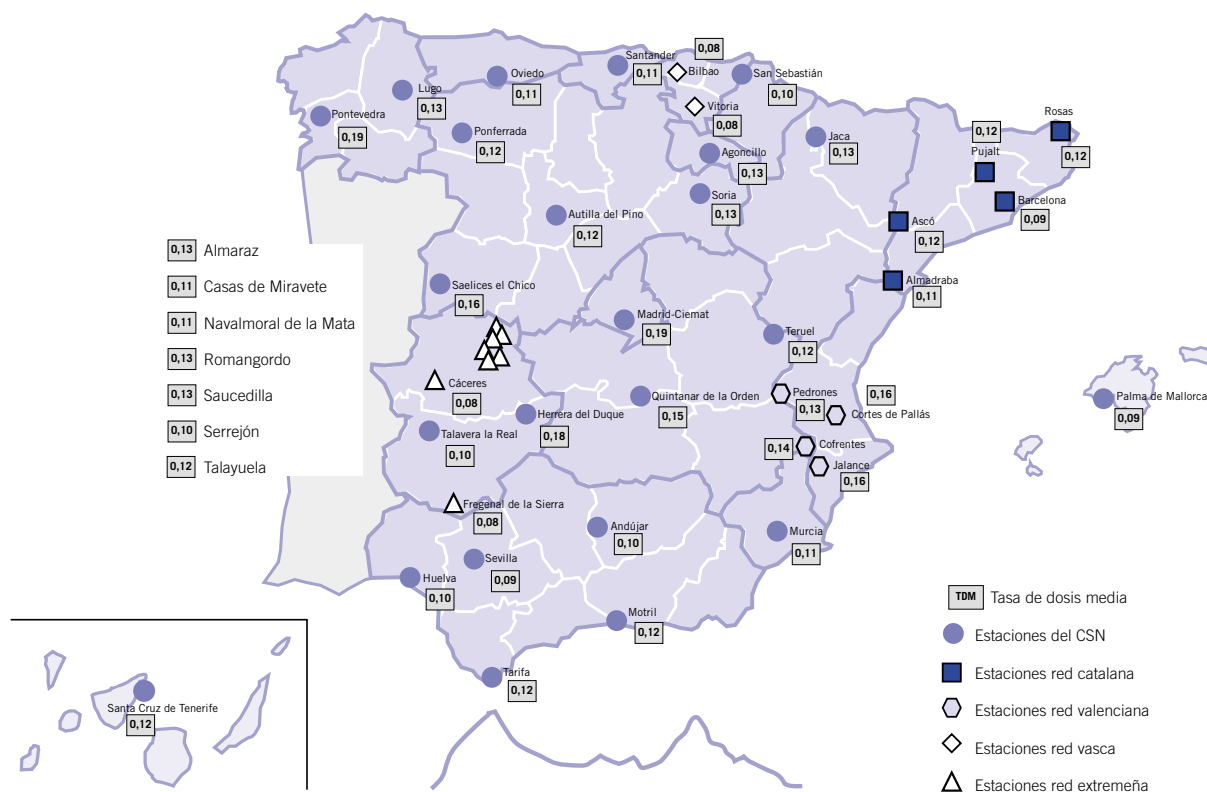 0,08
Santander
0,11
Bilbao
Oviedo
0,11
San Sebastián
0,10
Lugo
0,13
Vitoria
0,08
Pontevedra
0,19
Ponferrada
0,12
Jaca
0,13
Agoncillo
0,13
Rosas
0,12
0,12
Pujalt
Barcelona
0,09
Soria
0,13
Autilla del Pino
0,12
Ascó
0,12
Almadraba
0,11
0,13 Almaraz
0,11 Casas de Miravete
0,11 Navalmoral de la Mata
0,13 Romangordo
0,13 Saucedilla
0,10 Serrejón
0,12 Talayuela
Saelices el Chico
0,16
Madrid-Ciemat
0,19
Teruel
0,12
Cáceres
0,08
Quintanar de la Orden
0,15
Pedrones
0,13
0,16
Cortes de Pallás
Palma de Mallorca
0,09
Herrera del Duque
0,18
Talavera la Real
0,10
0,14
Cofrentes
Jalance
0,16
Fregenal de la Sierra
0,08
Andújar
0,10
Murcia
0,11
Sevilla
0,09
Huelva
0,10
Motril
0,12
Tarifa
0,12
Santa Cruz de Tenerife
0,12
TDM Tasa de dosis media
Estaciones del CSN
Estaciones red catalana
Estaciones red valenciana
Estaciones red vasca
Estaciones red extremeña